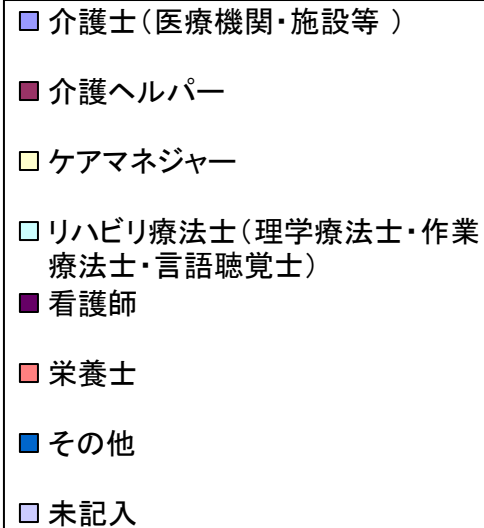 介護士（医療機関・施設等 ）
介護ヘルパー
ケアマネジャー
リハビリ療法士（理学療法士・作業
療法士・言語聴覚士）
看護師
栄養士
その他
未記入